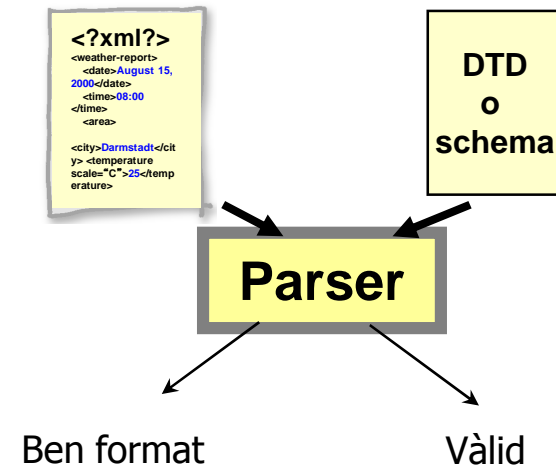 <?xml?>
<weather-report>
<date>August 15,
2000</date>
<time>08:00
</time>
<area>
<city>Darmstadt</cit
y> <temperature
scale=“C”>25</temp
erature>
DTD
o
schema
Parser
Ben format
Vàlid